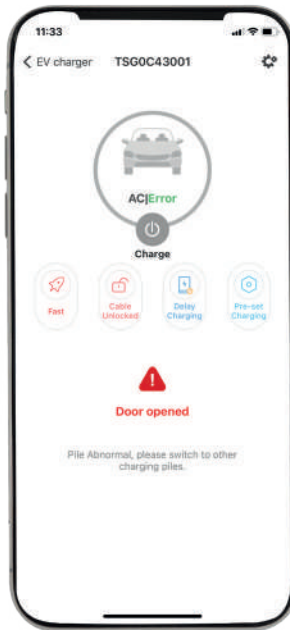 11:33
EV charger TSG0C43001
AC|Error
Charge
Fast
Cable
Unlocked
Delay
Charging
Pre-set
Charging
Door opened
Pile Abnormal, please switch to other
charging piles.